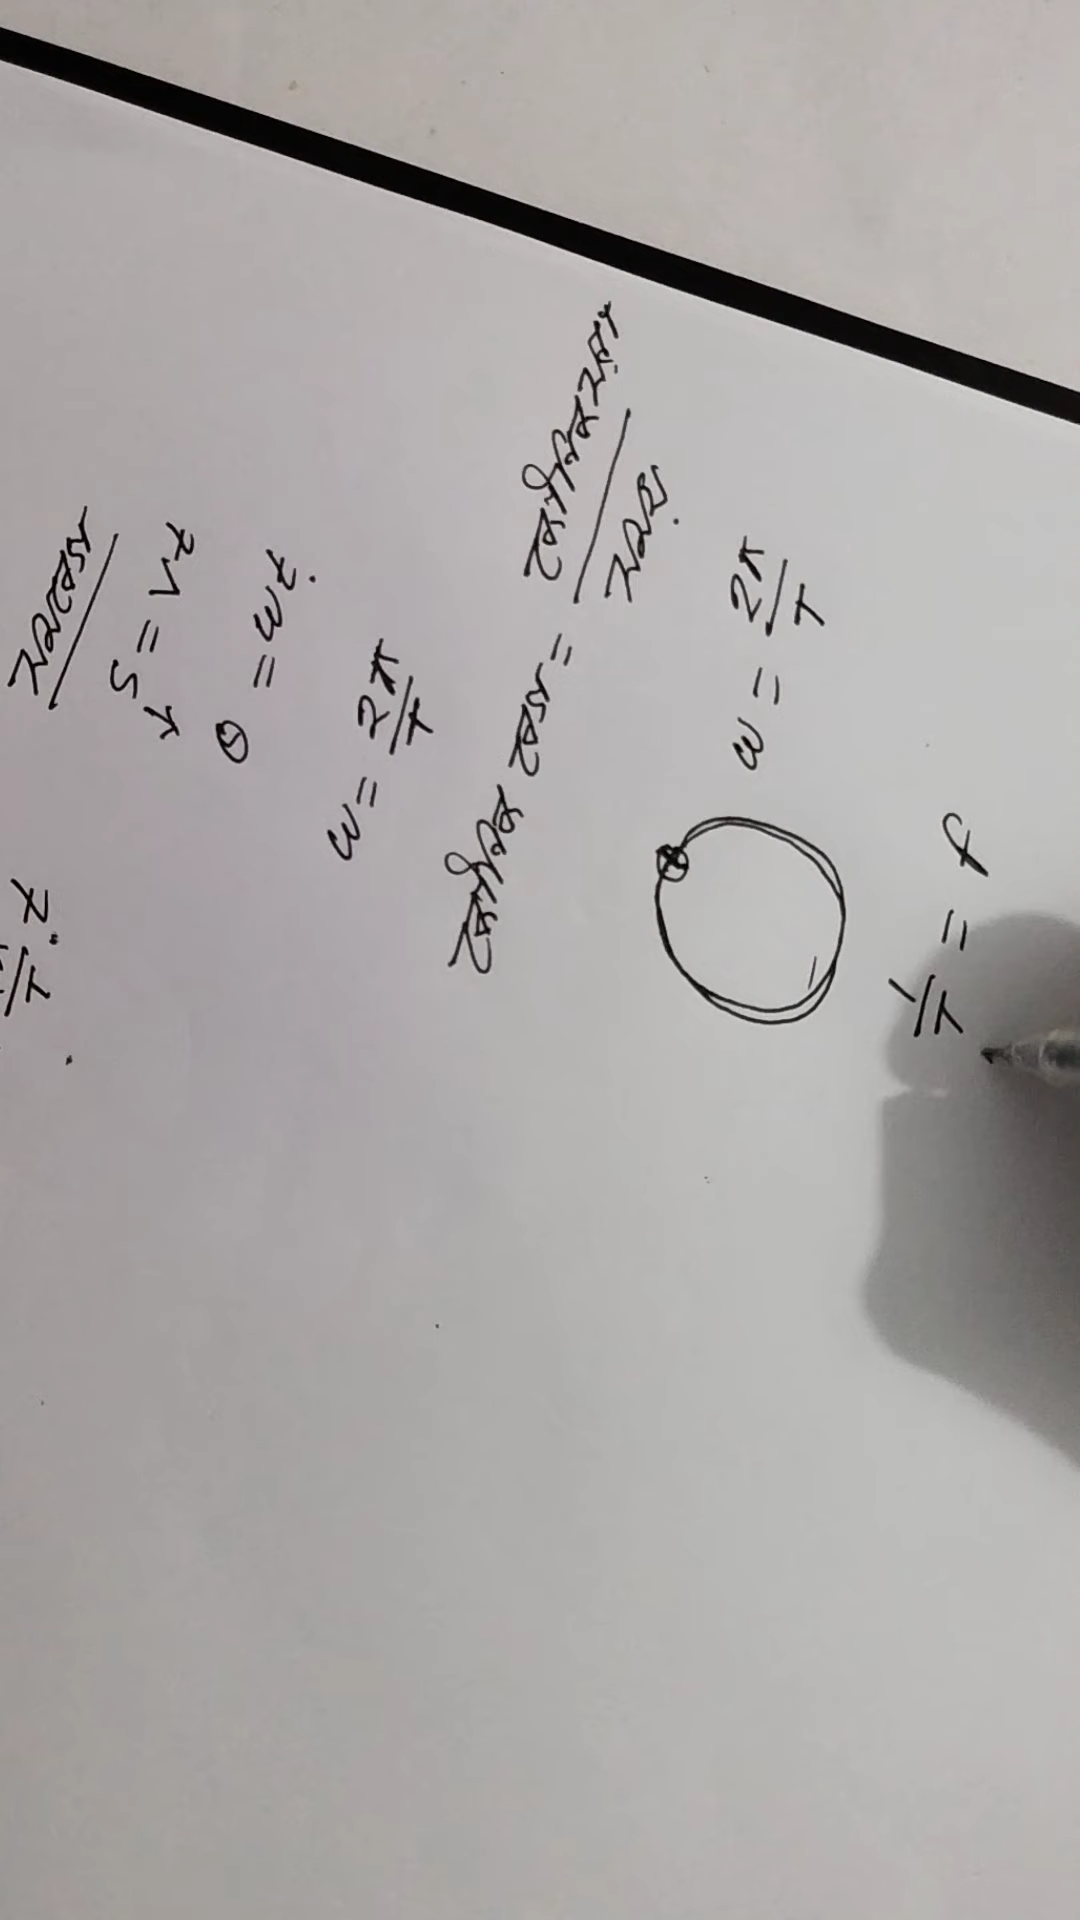 সমবেগে
S = vt
θ = ωt
ω = 2π/T
কৌণিক বেগ = কৌণিক সরণ/সময়
ω = 2π/T
1/T = f